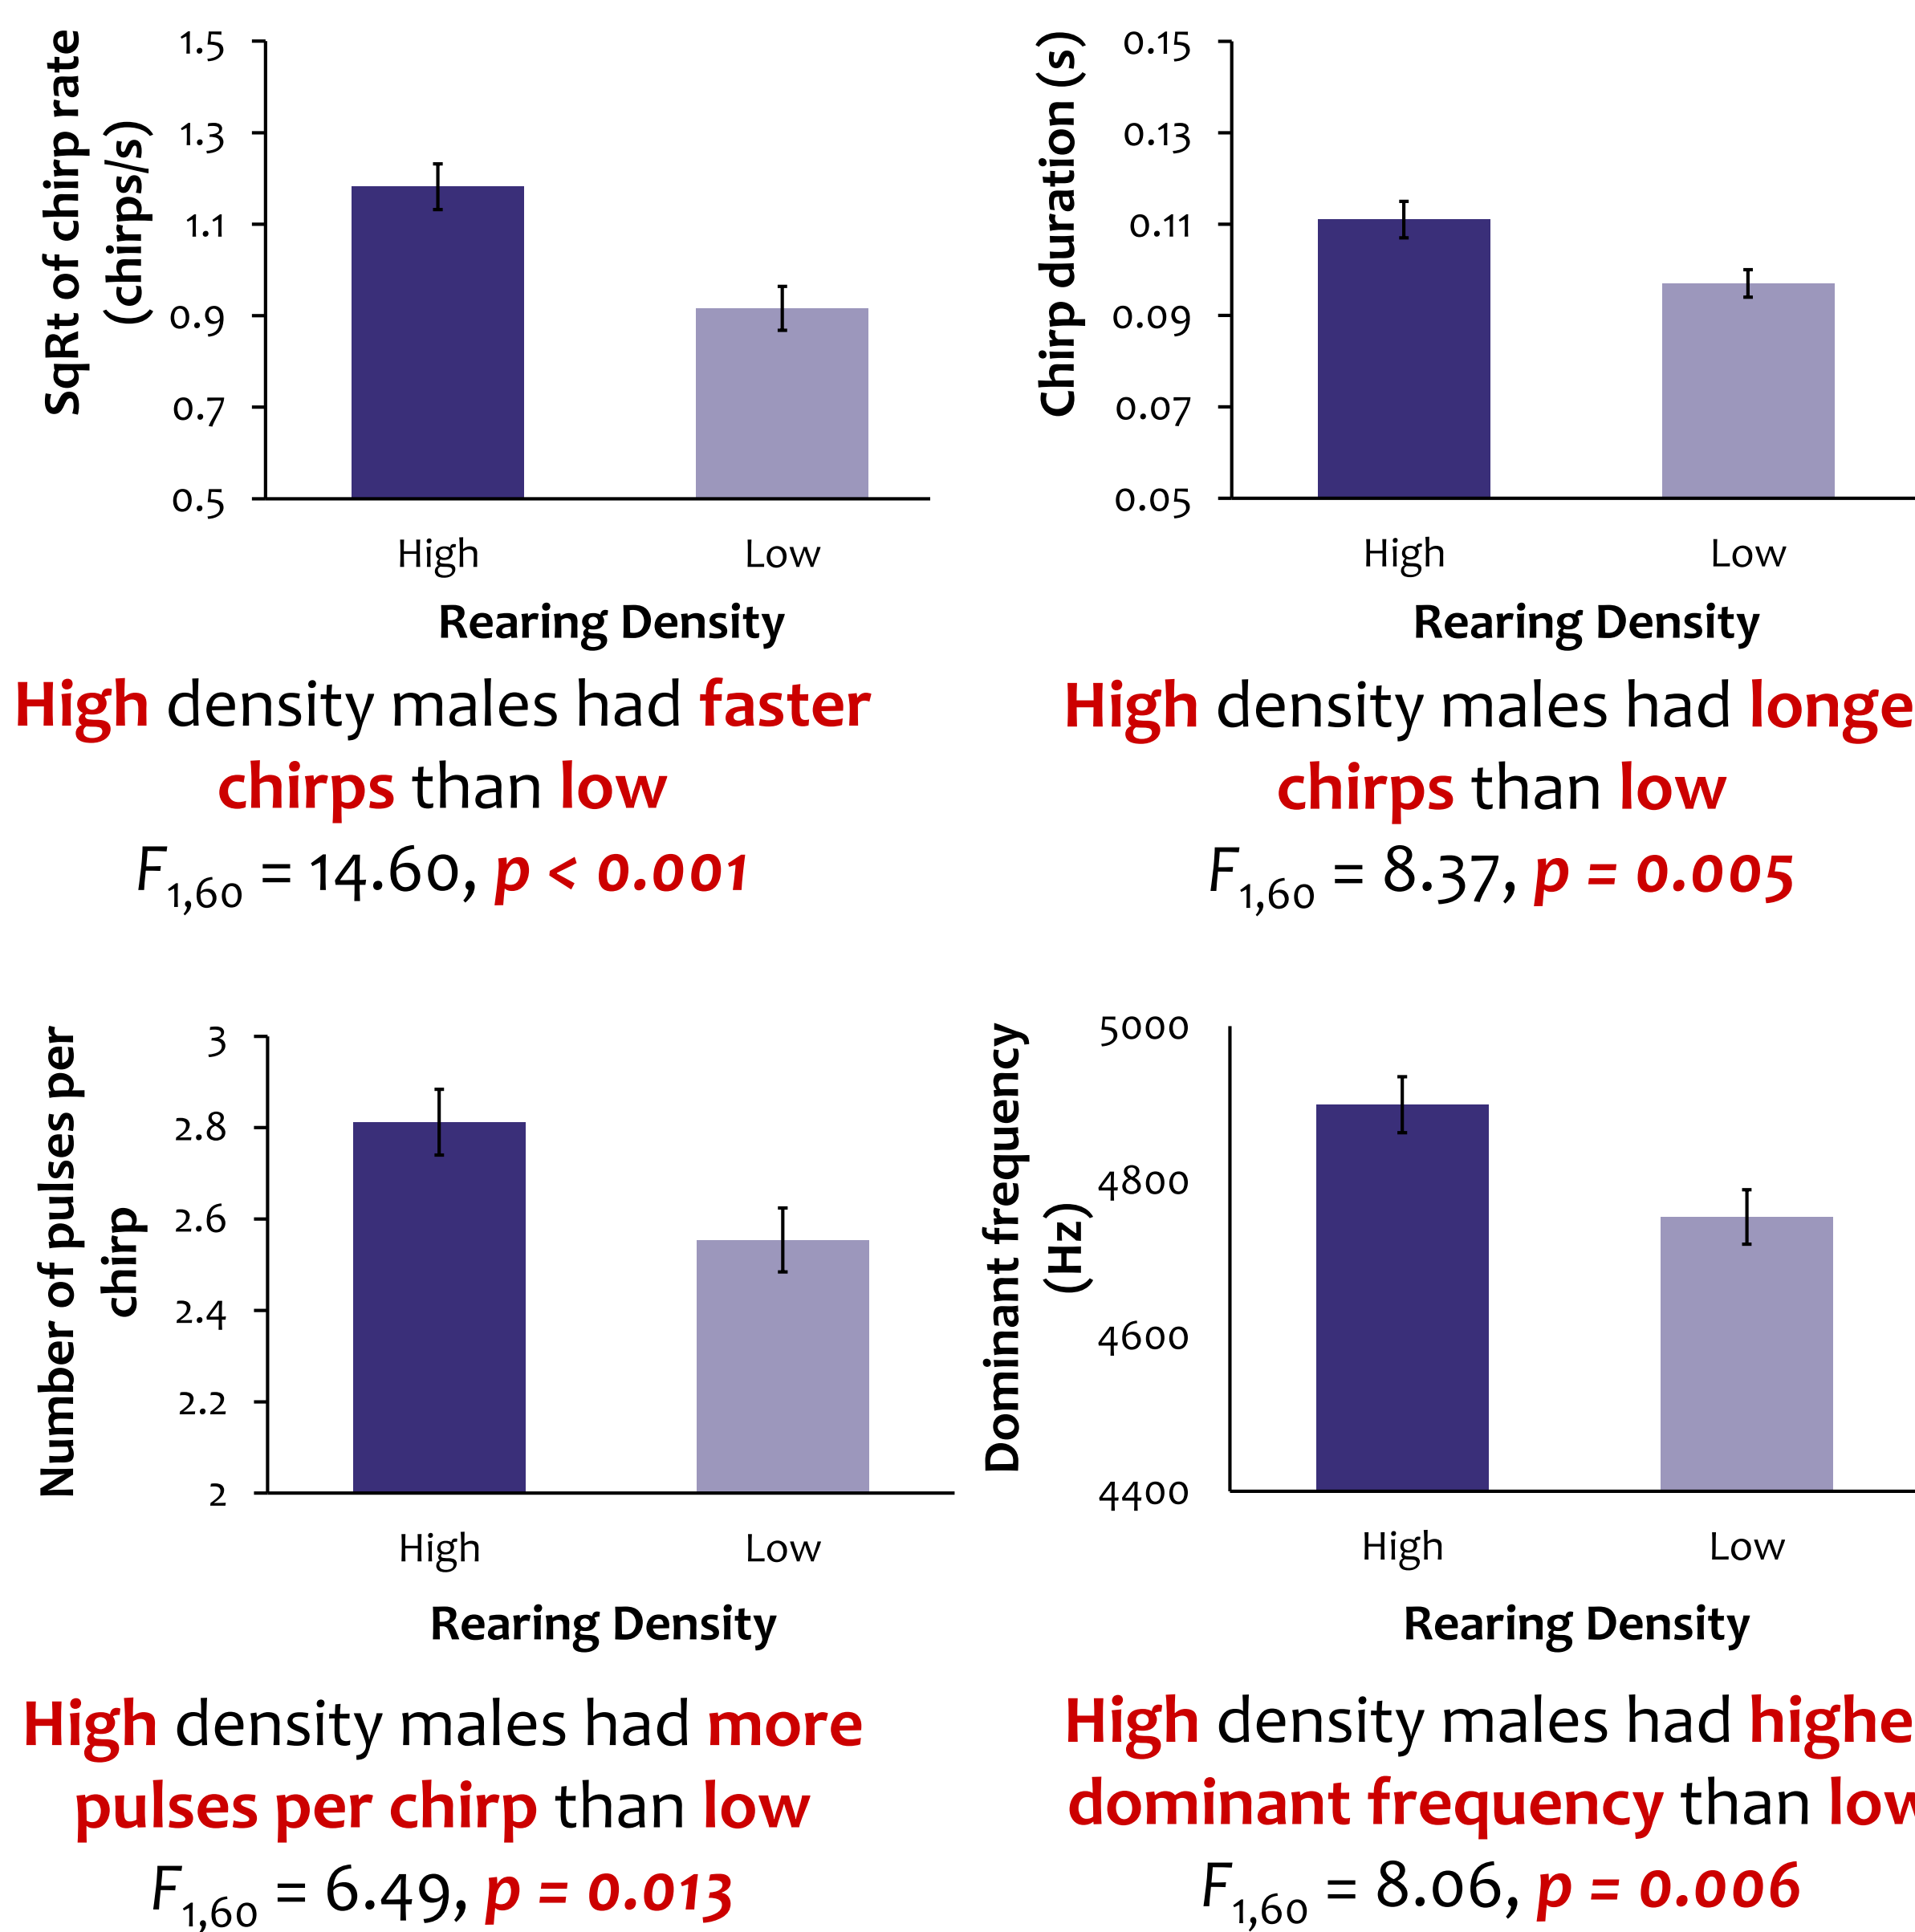 SqRt of chirp rate
(chirps/s)
1.5
1.3
1.1
0.9
0.7
0.5
High Low
Rearing Density
High density males had faster
chirps than low
F1,60 = 14.60, p < 0.001
Chirp duration (s)
0.15
0.13
0.11
0.09
0.07
0.05
High Low
Rearing Density
High density males had longe
chirps than low
F1,60 = 8.37, p = 0.005
Number of pulses per
chirp
3
2.8
2.6
2.4
2.2
2
High Low
Rearing Density
High density males had more
pulses per chirp than low
F1,60 = 6.49, p = 0.013
Dominant frequency
(Hz)
5000
4800
4600
4400
High Low
Rearing Density
High density males had highe
dominant frequency than low
F1,60 = 8.06, p = 0.006